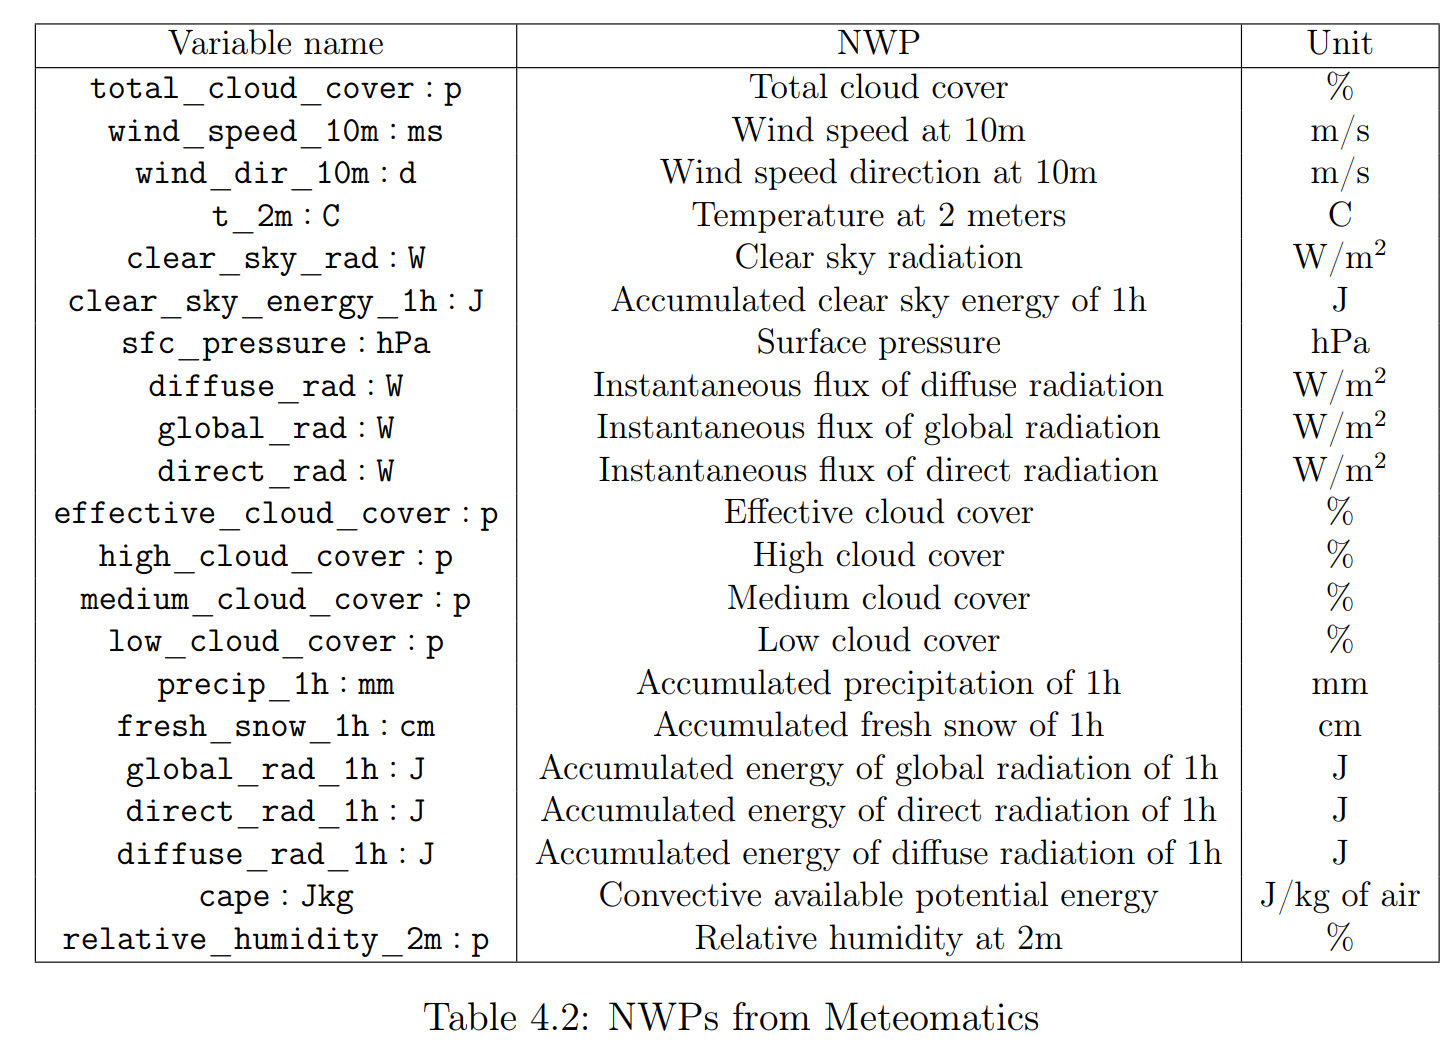 Variable name NWP Unit
total_cloud_cover:p Total cloud cover %
wind_speed_10m:ms Wind speed at 10m m/s
wind_dir_10m:d Wind speed direction at 10m m/s
t_2m:C Temperature at 2 meters C
clear_sky_rad:W Clear sky radiation W/m²
clear_sky_energy_1h:J Accumulated clear sky energy of 1h J
sfc_pressure:hPa Surface pressure hPa
diffuse_rad:W Instantaneous flux of diffuse radiation W/m²
global_rad:W Instantaneous flux of global radiation W/m²
direct_rad:W Instantaneous flux of direct radiation W/m²
effective_cloud_cover:p Effective cloud cover %
high_cloud_cover:p High cloud cover %
medium_cloud_cover:p Medium cloud cover %
low_cloud_cover:p Low cloud cover %
precip_1h:mm Accumulated precipitation of 1h mm
fresh_snow_1h:cm Accumulated fresh snow of 1h cm
global_rad_1h:J Accumulated energy of global radiation of 1h J
direct_rad_1h:J Accumulated energy of direct radiation of 1h J
diffuse_rad_1h:J Accumulated energy of diffuse radiation of 1h J
cape:Jkg Convective available potential energy J/kg of air
relative_humidity_2m:p Relative humidity at 2m %
Table 4.2: NWPs from Meteomatics